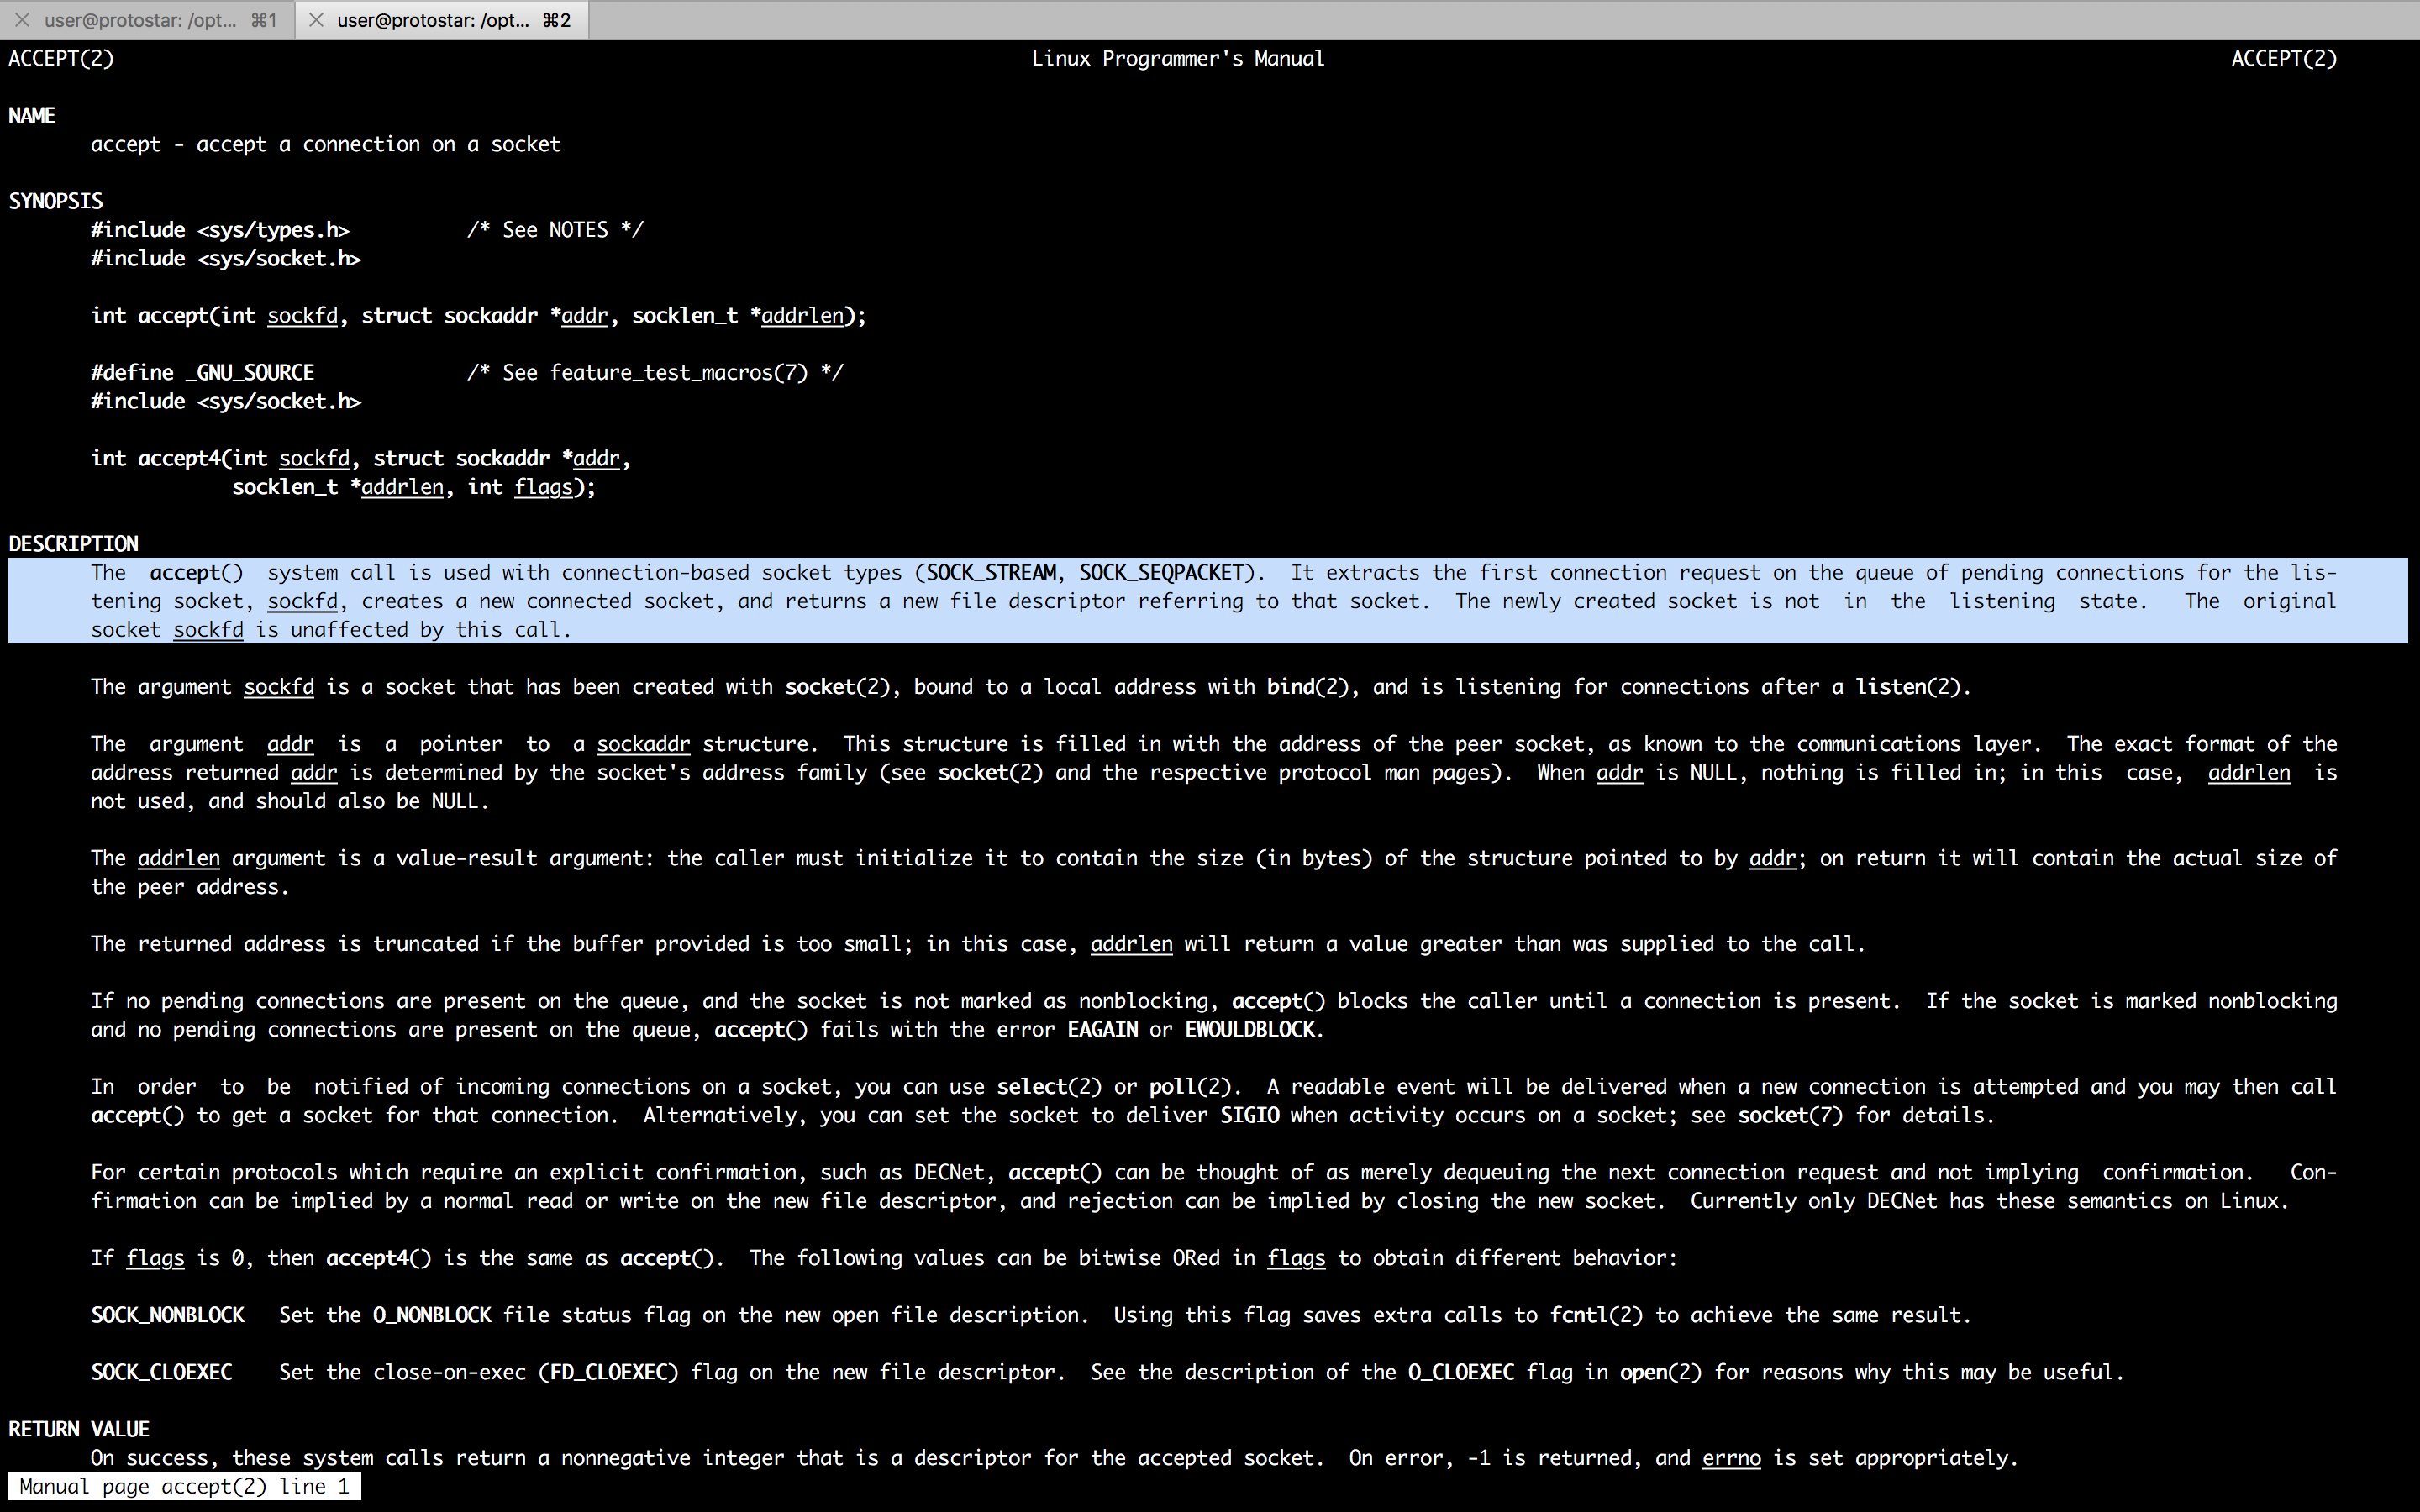 user@protostar: /opt... ⌘1 user@protostar: /opt... ⌘2
ACCEPT(2) Linux Programmer's Manual ACCEPT(2)
NAME
accept - accept a connection on a socket
SYNOPSIS
#include <sys/types.h> /* See NOTES */
#include <sys/socket.h>
int accept(int sockfd, struct sockaddr *addr, socklen_t *addrlen);
#define _GNU_SOURCE /* See feature_test_macros(7) */
#include <sys/socket.h>
int accept4(int sockfd, struct sockaddr *addr,
socklen_t *addrlen, int flags);
DESCRIPTION
The accept() system call is used with connection-based socket types (SOCK_STREAM, SOCK_SEQPACKET). It extracts the first connection request on the queue of pending connections for the lis-
tening socket, sockfd, creates a new connected socket, and returns a new file descriptor referring to that socket. The newly created socket is not in the listening state. The original
socket sockfd is unaffected by this call.
The argument sockfd is a socket that has been created with socket(2), bound to a local address with bind(2), and is listening for connections after a listen(2).
The argument addr is a pointer to a sockaddr structure. This structure is filled in with the address of the peer socket, as known to the communications layer. The exact format of the
address returned addr is determined by the socket's address family (see socket(2) and the respective protocol man pages). When addr is NULL, nothing is filled in; in this case, addrlen is
not used, and should also be NULL.
The addrlen argument is a value-result argument: the caller must initialize it to contain the size (in bytes) of the structure pointed to by addr; on return it will contain the actual size of
the peer address.
The returned address is truncated if the buffer provided is too small; in this case, addrlen will return a value greater than was supplied to the call.
If no pending connections are present on the queue, and the socket is not marked as nonblocking, accept() blocks the caller until a connection is present. If the socket is marked nonblocking
and no pending connections are present on the queue, accept() fails with the error EAGAIN or EWOULDBLOCK.
In order to be notified of incoming connections on a socket, you can use select(2) or poll(2). A readable event will be delivered when a new connection is attempted and you may then call
accept() to get a socket for that connection. Alternatively, you can set the socket to deliver SIGIO when activity occurs on a socket; see socket(7) for details.
For certain protocols which require an explicit confirmation, such as DECNet, accept() can be thought of as merely dequeuing the next connection request and not implying confirmation. Con-
firmation can be implied by a normal read or write on the new file descriptor, and rejection can be implied by closing the new socket. Currently only DECNet has these semantics on Linux.
If flags is 0, then accept4() is the same as accept(). The following values can be bitwise ORed in flags to obtain different behavior:
SOCK_NONBLOCK Set the O_NONBLOCK file status flag on the new open file description. Using this flag saves extra calls to fcntl(2) to achieve the same result.
SOCK_CLOEXEC Set the close-on-exec (FD_CLOEXEC) flag on the new file descriptor. See the description of the O_CLOEXEC flag in open(2) for reasons why this may be useful.
RETURN VALUE
On success, these system calls return a nonnegative integer that is a descriptor for the accepted socket. On error, -1 is returned, and errno is set appropriately.
Manual page accept(2) line 1